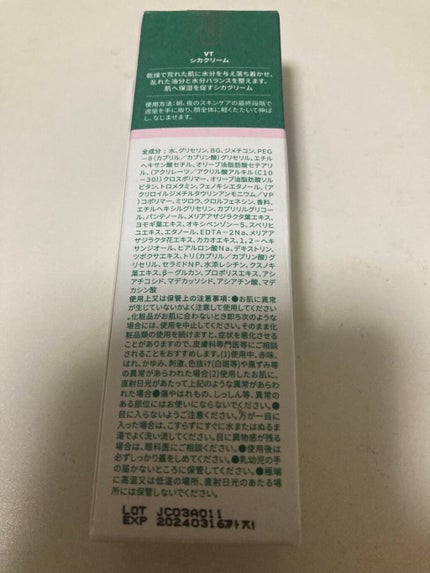 VT
シカクリーム
乾燥で荒れた肌に水分を与え落ち着かせ、
乱れた油分と水分バランスを整えます。
肌へ保湿を促すシカクリーム
使用方法:朝、夜のスキンケアの最終段階で
適量を手に取り、顔全体に軽くたたいて伸ば
し、なじませます。
全成分: 水、グリセリン、BG、ジメチコン、PEG
-8(カプリル/カプリン酸)グリセリル、エチル
ヘキサン酸セチル、オリーブ油脂肪酸セテアリ
ル、(アクリレーツ/アクリル酸アルキル(C10
-30))クロスポリマー、オリーブ油脂肪酸ソル
ビタン、トロメタミン、フェノキシエタノール、(ア
クリロイルジメチルタウリンアンモニウム/VP
)コポリマー、ミツロウ、クロルフェネシン、香料、
エチルヘキシルグリセリン、カプリリルグリコー
ル、パンテノール、メリアアザジラクタ葉エキス、
ヨモギ葉エキス、オキシベンゾン-5、スベリヒ
ユエキス、エタノール、EDTA-2Na、メリアア
ザジラクタ花エキス、カカオエキス、1,2-ヘキ
サンジオール、ヒアルロン酸Na、デキストリン、
ツボクサエキス、トリ(カプリル/カプリン酸)グ
リセリル、セラミドNP、水添レシチン、クスノキ
葉エキス、β-グルカン、プロポリスエキス、アシ
アチコシド、マデカッソシド、アシアチン酸、マデ
カシン酸
使用上又は保管上の注意事項:●お肌に異常
が生じていないかよく注意して使用してください
。化粧品がお肌に合わないとき即ち次のような
場合には、使用を中止してください。そのまま化
粧品類の使用を続けますと、症状を悪化させる
ことがありますので、皮膚科専門医等にご相談
されることをおすすめします。(1)使用中、赤味、
はれ、かゆみ、刺激、色抜け(白斑等)や黒ずみ等
の異常があらわれた場合(2)使用したお肌に、
直射日光があたって上記のような異常があらわ
れた場合●傷やはれもの、しっしん等、異常の
ある部位にはお使いにならないでください。●
目に入らないようご注意ください。万が一目に
入った場合は、こすらずにすぐに水またはぬるま
湯でよく洗い流してください。目に異物感が残る
場合は、眼科医にご相談ください。●使用後は
必ずしっかり蓋をしめてください。●乳幼児の手
の届かないところに保管してください。●極端
に高温又は低温の場所、直射日光のあたる場
所には保管しないでください。
LOT JC03A011
EXP 20240316까지